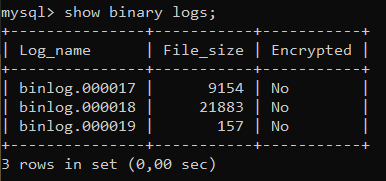 mysql> show binary logs;
+---------------+-----------+-----------+
| Log_name      | File_size | Encrypted |
+---------------+-----------+-----------+
| binlog.000017 |      9154 | No        |
| binlog.000018 |     21883 | No        |
| binlog.000019 |       157 | No        |
+---------------+-----------+-----------+
3 rows in set (0,00 sec)